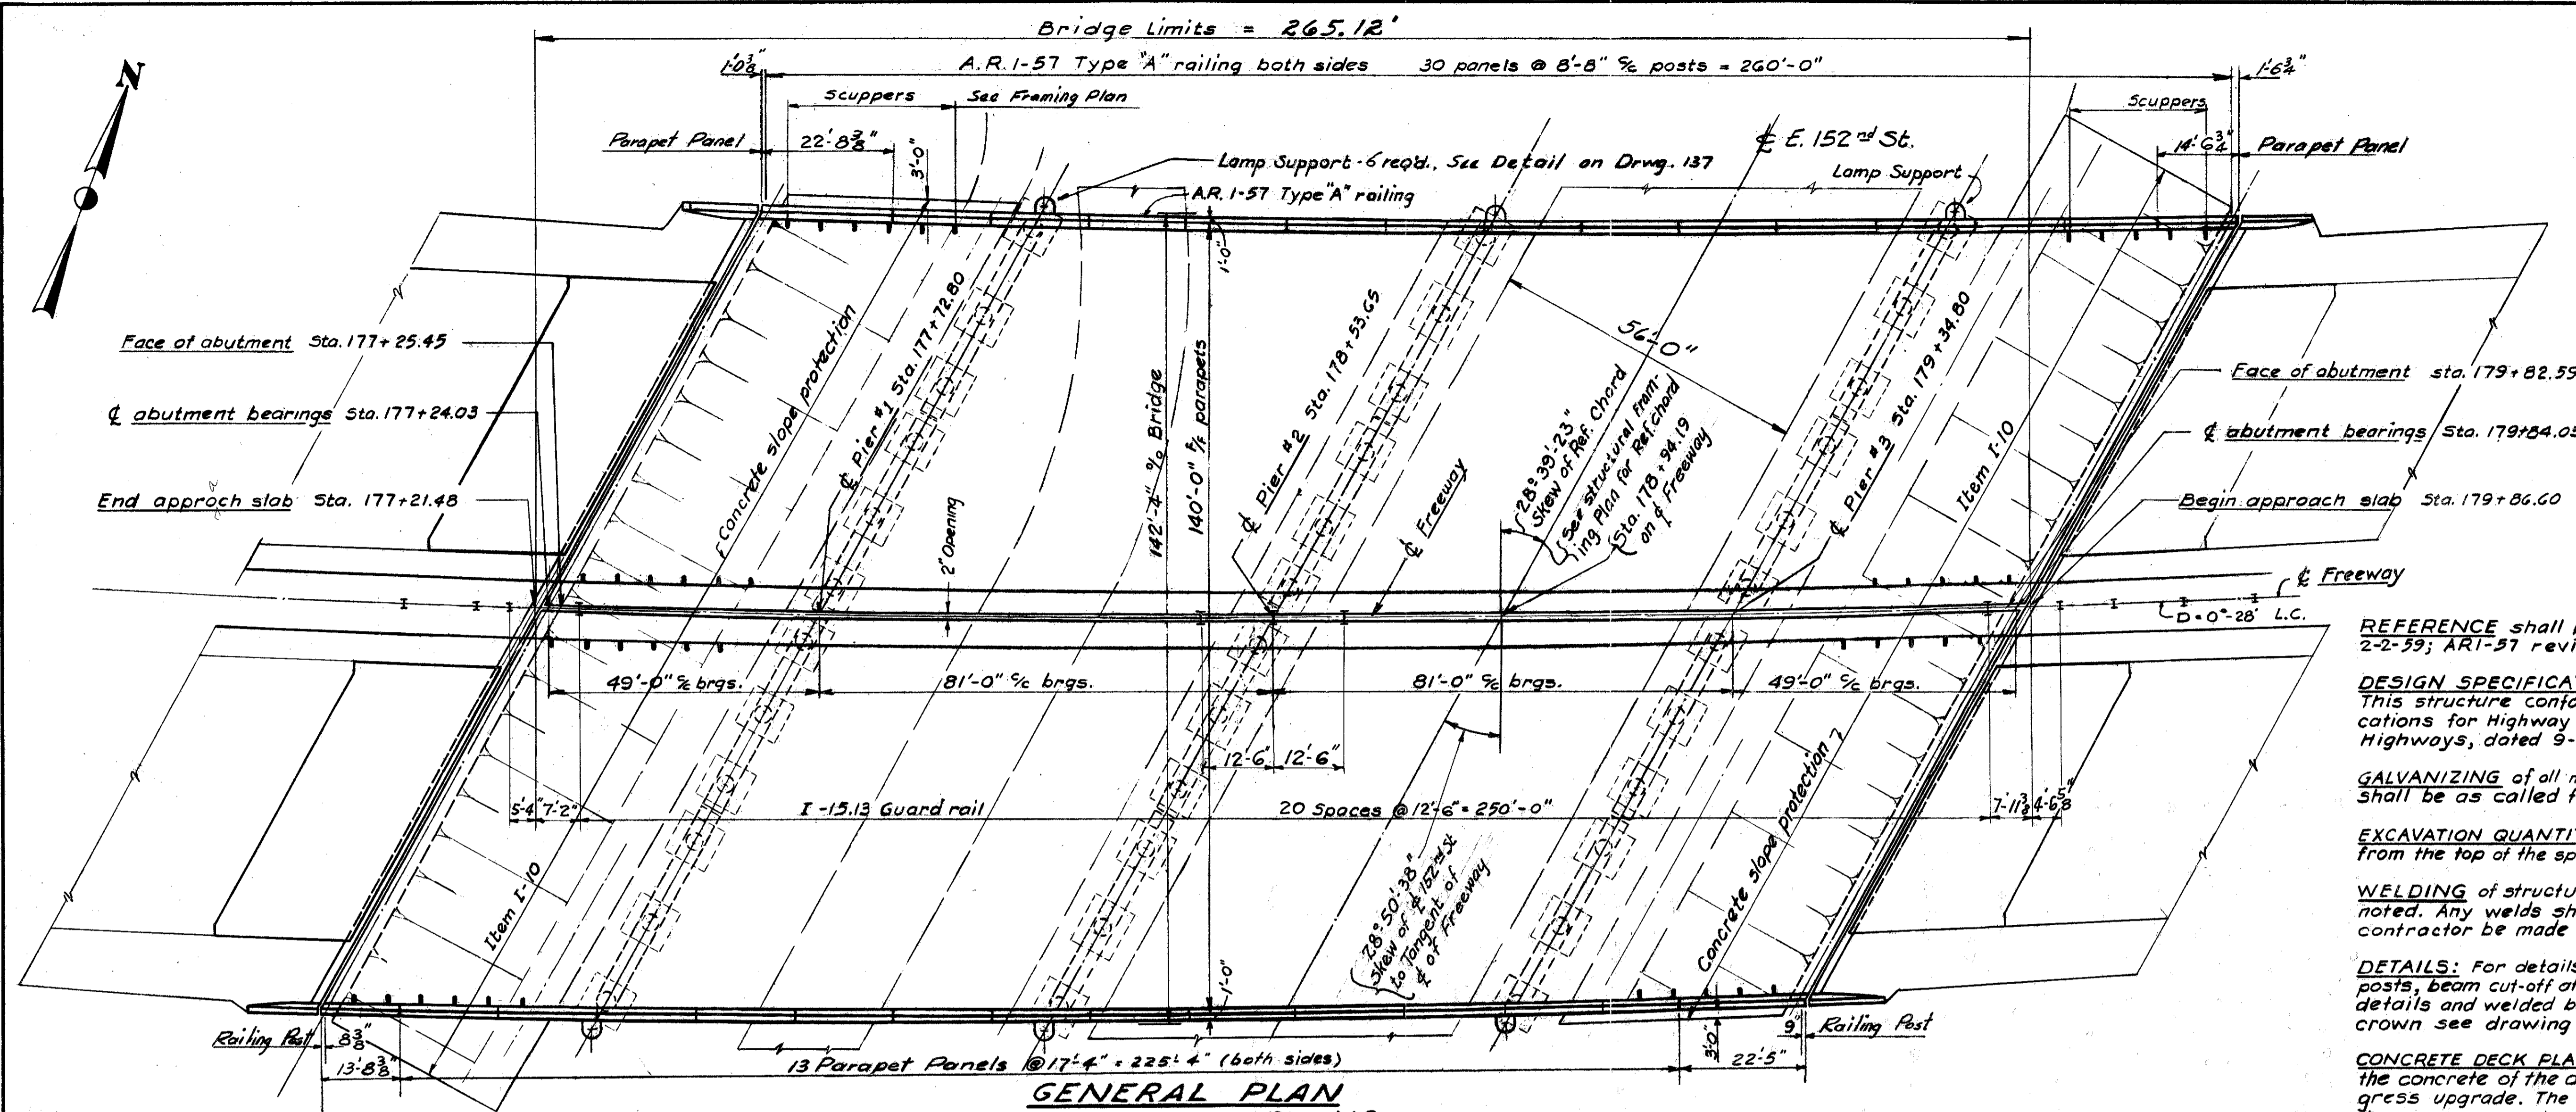 Bridge Limits = 265.12'
1'-0 3/8"
A.R. 1-57 Type "A" railing both sides 30 panels @ 8'-8" c/c posts = 260'-0"
1'-6 3/4"
N
Scuppers
See Framing Plan
Scuppers
Parapet Panel
22'-8 3/8"
3'-0"
Lamp Support - 6 req'd., See Detail on Drwg. 137
℄ E. 152nd St.
14'-6 3/4"
Parapet Panel
A.R. 1-57 Type "A" railing
Lamp Support
1'-0"
Face of abutment Sta. 177+25.45
℄ abutment bearings Sta. 177+24.03
End approch slab Sta. 177+21.48
a
Concrete slope protection
℄ Pier #1 Sta. 177+72.80
2" Opening
142'-4" o/o Bridge
140'-0" f/f parapets
℄ Pier #2 Sta. 178+53.65
℄ Freeway
56'-0"
28°-39'-23"
Skew of Ref. Chord
See structural Fram-
ing Plan for Ref. chord
Sta. 178+94.19
on ℄ Freeway
℄ Pier #3 Sta. 179+34.80
Item I-10
Face of abutment sta. 179+82.59
℄ abutment bearings Sta. 179+84.05
Begin approach slab Sta. 179+86.60
℄ Freeway
D=0°-28' L.C.
49'-0" c/c brgs.
81'-0" c/c brgs.
81'-0" c/c brgs.
49'-0" c/c brgs.
12'-6"
12'-6"
5'-4"
7'-2"
I-15.13 Guard rail
20 Spaces @ 12'-6" = 250'-0"
7'-11 3/8"
4'-6 5/8"
Item I-10
28°-50'-38"
Skew of ℄ 152nd St
to Tangent of
℄ of Freeway
Concrete slope protection
1'-0"
Railing Post
8 3/8"
13'-8 3/8"
13 Parapet Panels @ 17'-4" = 225'-4" (both sides)
3'-0"
22'-5"
9"
Railing Post
GENERAL PLAN
REFERENCE shall
2-2-59; AR1-57 revi
DESIGN SPECIFICA
This structure confo
cations for Highway
Highways, dated 9-
GALVANIZING of all
shall be as called f
EXCAVATION QUANTI
from the top of the sp
WELDING of structu
noted. Any welds sh
contractor be made
DETAILS: For details
posts, beam cut-off at
details and welded b
crown see drawing
CONCRETE DECK PLA
the concrete of the d
gress upgrade. The